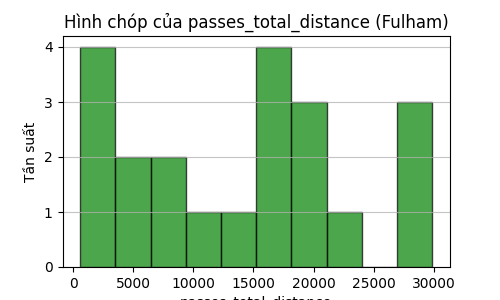 Hình chóp của passes_total_distance (Fulham)
Tần suất
4
3
2
1
0
0 5000 10000 15000 20000 25000 30000
passes_total_distance